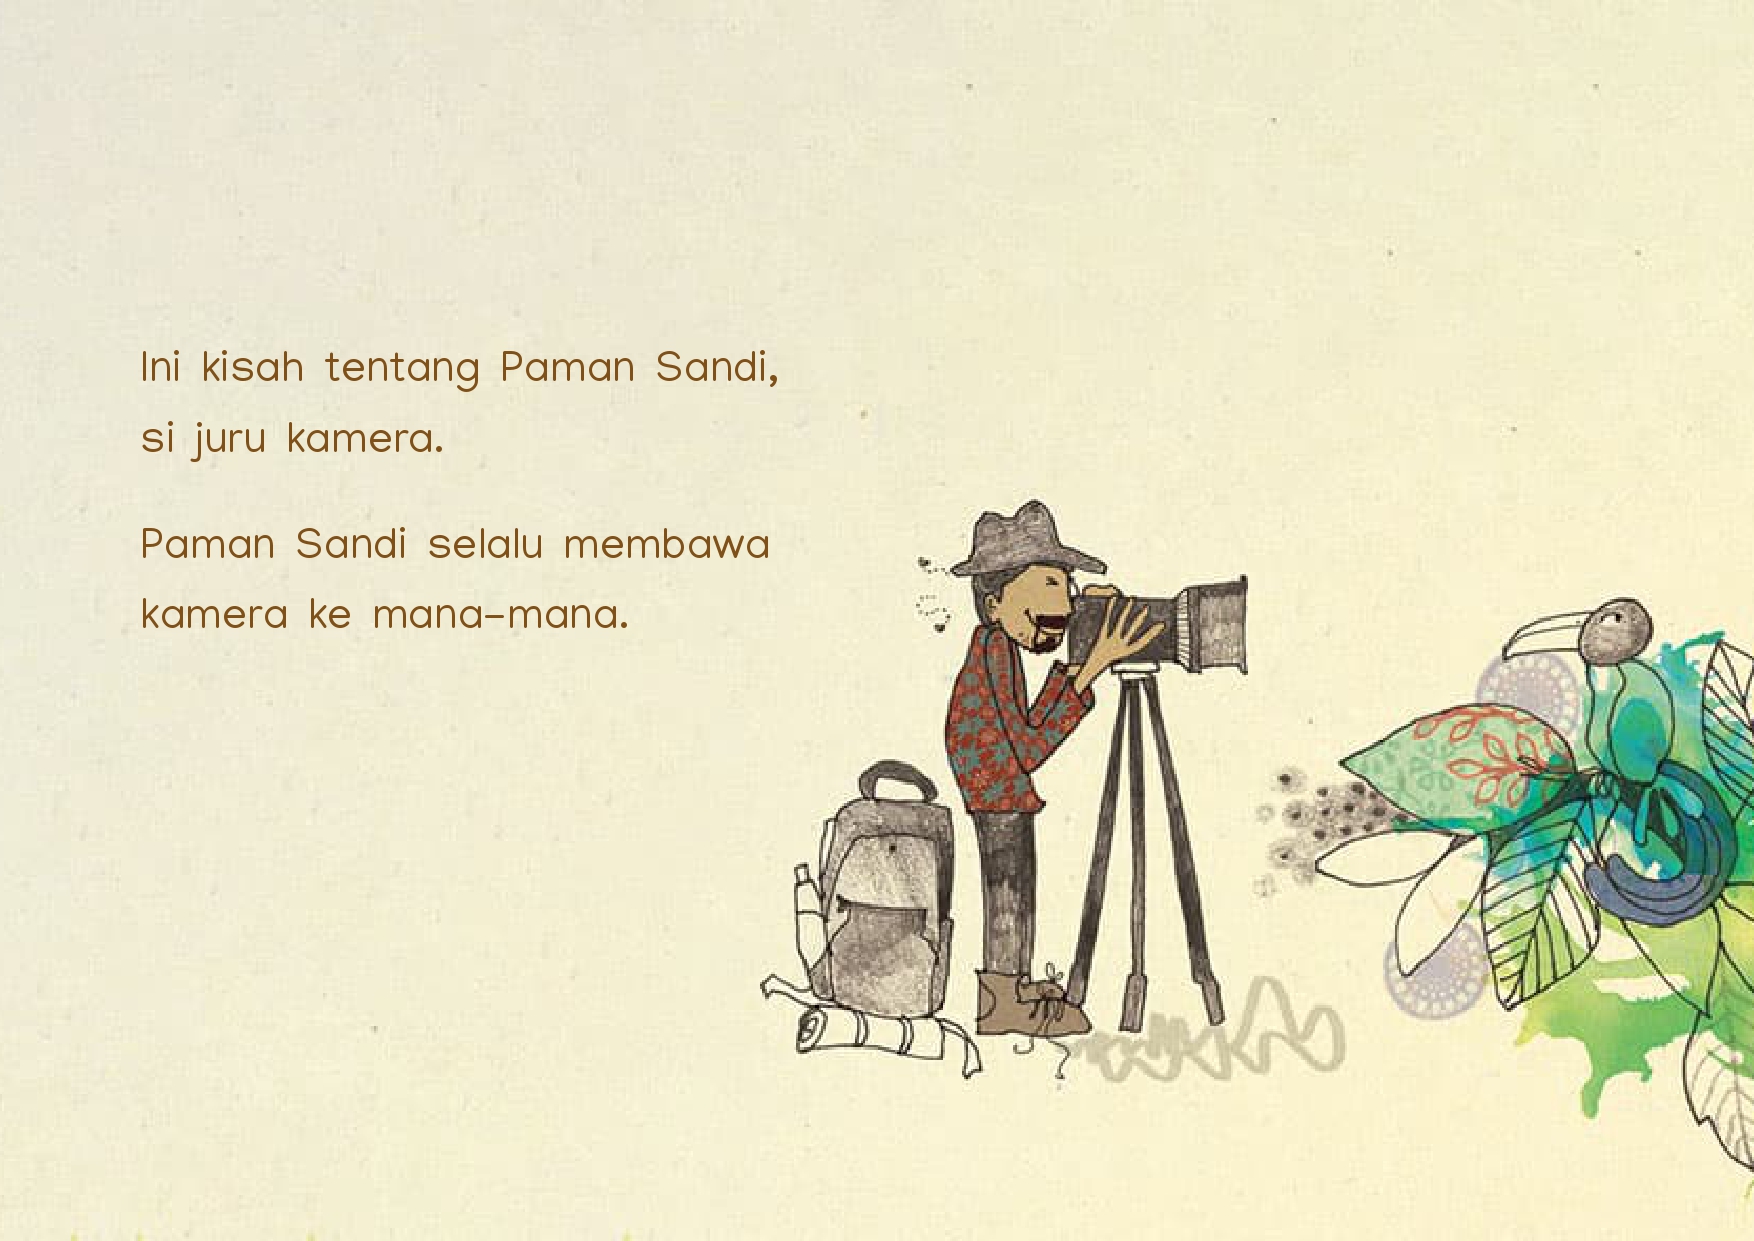 Ini kisah tentang Paman Sandi,
si juru kamera.
Paman Sandi selalu membawa
kamera ke mana-mana.